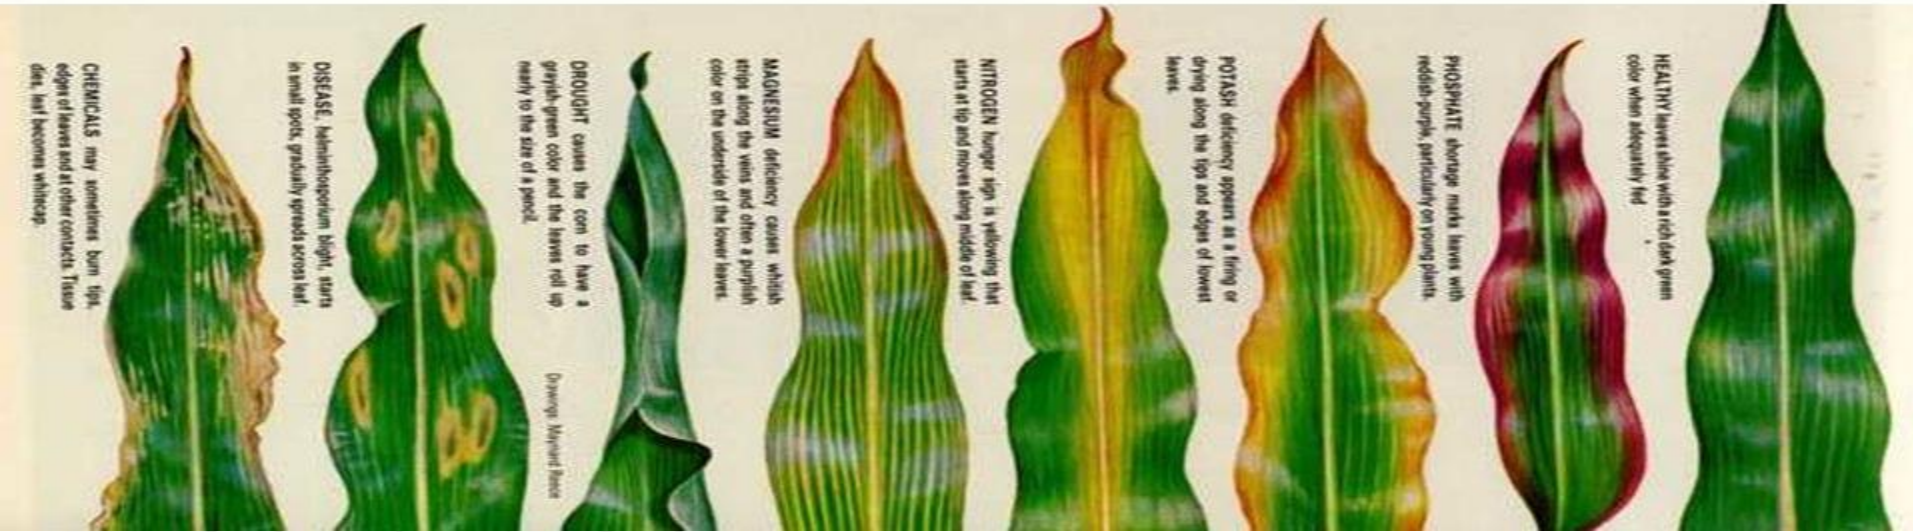 HEALTHY leaves shine with a rich dark green
color when adequately fed
PHOSPHATE shortage marks leaves with
reddish-purple, particularly on young plants.
POTASH deficiency appears as a firing or
drying along the tips and edges of lowest
leaves.
NITROGEN hunger sign is yellowing that
starts at tip and moves along middle of leaf
MAGNESIUM deficiency causes whitish
strips along the veins and often a purplish
color on the underside of the lower leaves.
DROUGHT causes the corn to have a
grayish-green color and the leaves roll up
nearly to the size of a pencil.
Drawings: Maynard Reece
DISEASE, helminthosporium blight, starts
in small spots, gradually spreads across leaf.
CHEMICALS may sometimes burn tips,
edges of leaves and at other contacts. Tissue
dies, leaf becomes whitecap.